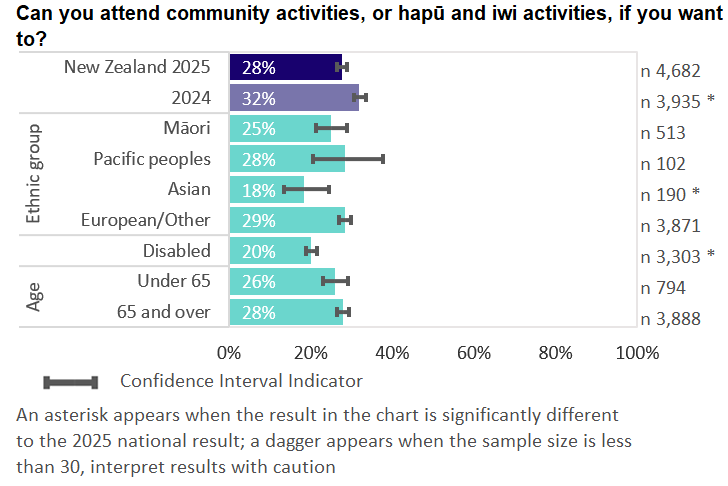 Can you attend community activities, or hapū and iwi activities, if you want
to?
New Zealand 2025 28% n 4,682
2024 32% n 3,935 *
Ethnic group
Māori 25% n 513
Pacific peoples 28% n 102
Asian 18% n 190 *
European/Other 29% n 3,871
Disabled 20% n 3,303 *
Age
Under 65 26% n 794
65 and over 28% n 3,888
0% 20% 40% 60% 80% 100%
Confidence Interval Indicator
An asterisk appears when the result in the chart is significantly different
to the 2025 national result; a dagger appears when the sample size is less
than 30, interpret results with caution